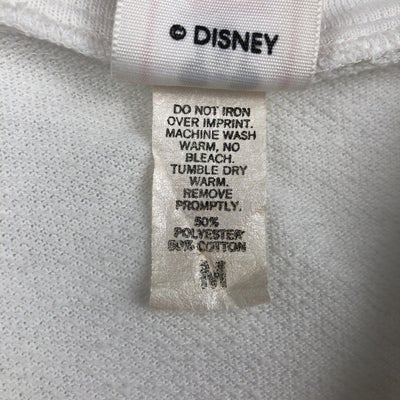 © DISNEY
DO NOT IRON
OVER IMPRINT.
MACHINE WASH
WARM, NO
BLEACH.
TUMBLE DRY
WARM.
REMOVE
PROMPTLY.
50%
POLYESTER
50% COTTON
M